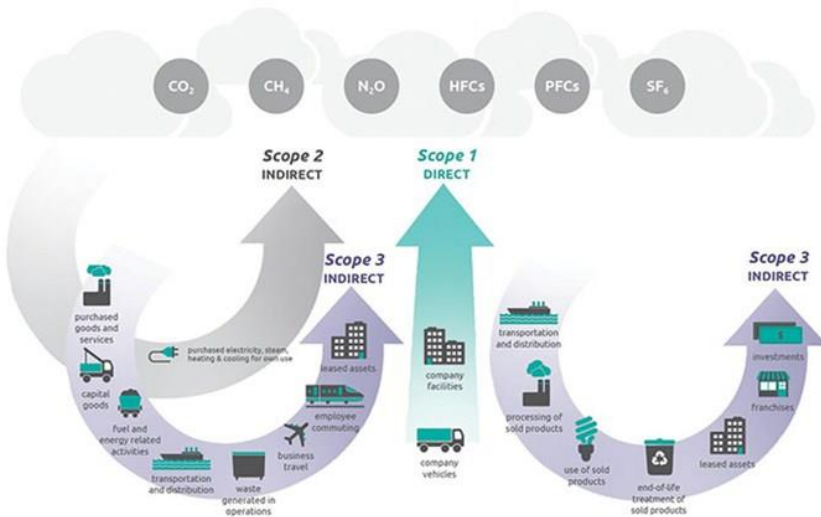 CO₂
CH₄
N₂O
HFCs
PFCs
SF₆
Scope 2
INDIRECT
Scope 1
DIRECT
Scope 3
INDIRECT
Scope 3
INDIRECT
purchased
goods and
services
capital
goods
fuel and
energy related
activities
transportation
and distribution
waste
generated in
operations
business
travel
employee
commuting
leased assets
purchased electricity, steam,
heating & cooling for own use
company
facilities
company
vehicles
transportation
and distribution
processing of
sold products
use of sold
products
end-of-life
treatment of
sold products
leased assets
franchises
investments
$